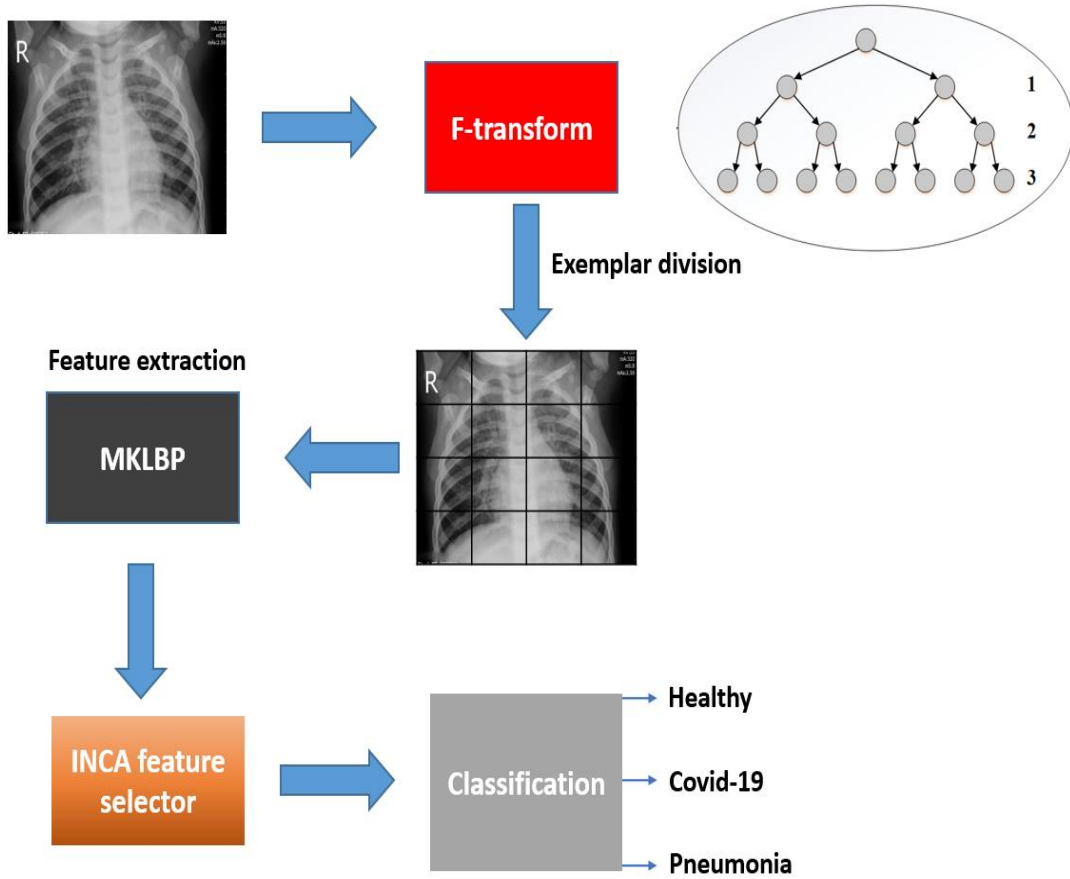 R
F-transform
1
2
3
Exemplar division
Feature extraction
MKLBP
R
INCA feature
selector
Classification
Healthy
Covid-19
Pneumonia